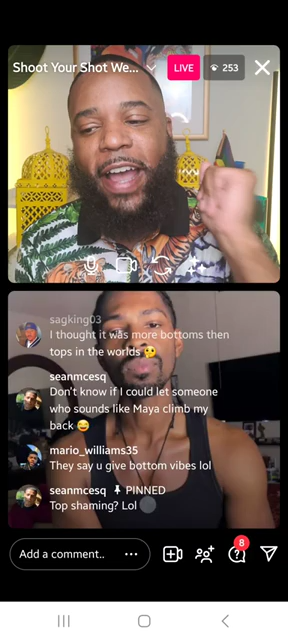 Shoot Your Shot We...
LIVE
253
sagking03
I thought it was more bottoms then
tops in the worlds 🤔
seanmcesq
Don't know if I could let someone
who sounds like Maya climb my
back 😂
mario_williams35
They say u give bottom vibes lol
seanmcesq 📌 PINNED
Top shaming? Lol
8
Add a comment..